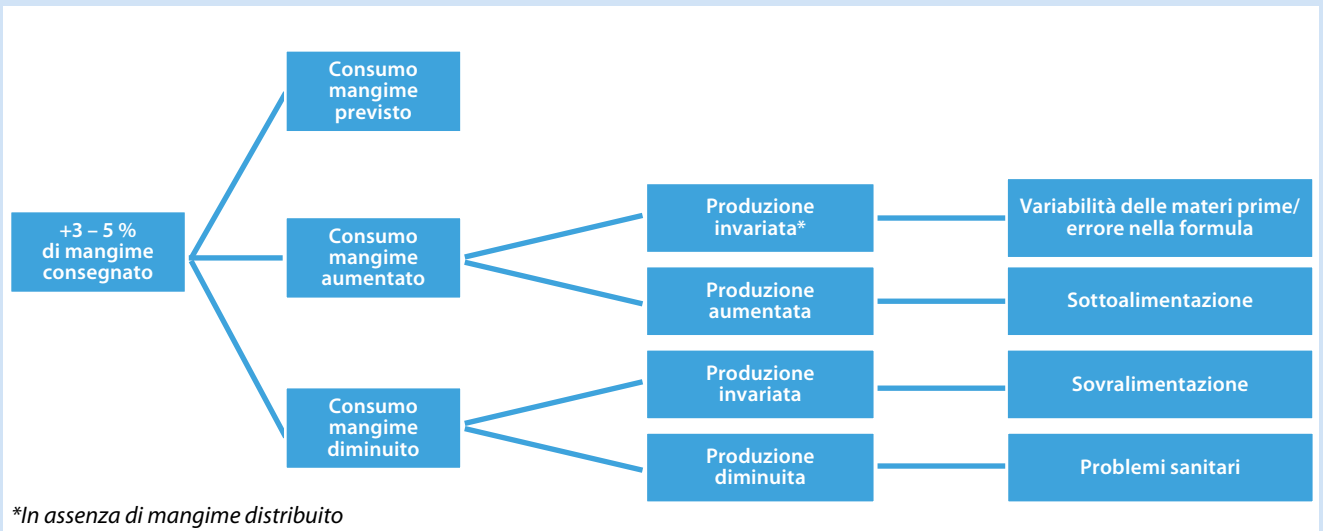 Consumo
mangime
previsto
+3 – 5 %
di mangime
consegnato
Consumo
mangime
aumentato
Produzione
invariata*
Variabilità delle materi prime/
errore nella formula
Produzione
aumentata
Sottoalimentazione
Consumo
mangime
diminuito
Produzione
invariata
Sovralimentazione
Produzione
diminuita
Problemi sanitari
*In assenza di mangime distribuito